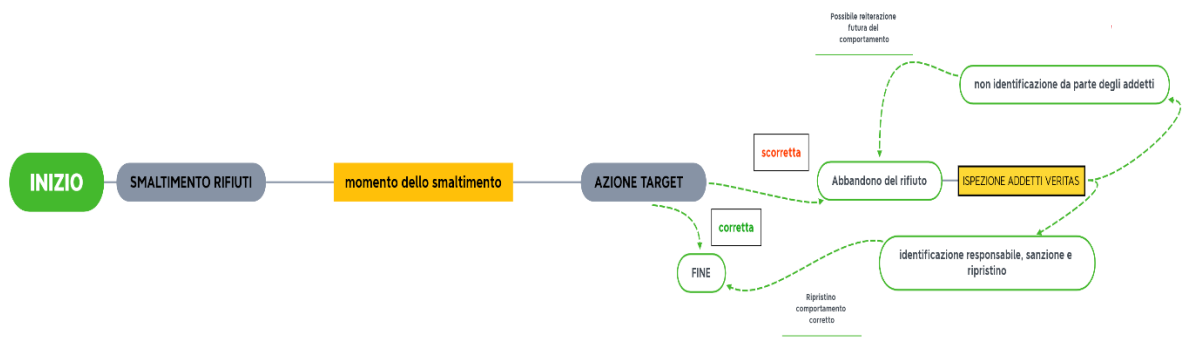 Possibile reiterazione
futura del
comportamento
non identificazione da parte degli addetti
scorretta
INIZIO
SMALTIMENTO RIFIUTI
momento dello smaltimento
AZIONE TARGET
Abbandono del rifiuto
ISPEZIONE ADDETTI VERITAS
corretta
identificazione responsabile, sanzione e
ripristino
FINE
Ripristino
comportamento
corretto